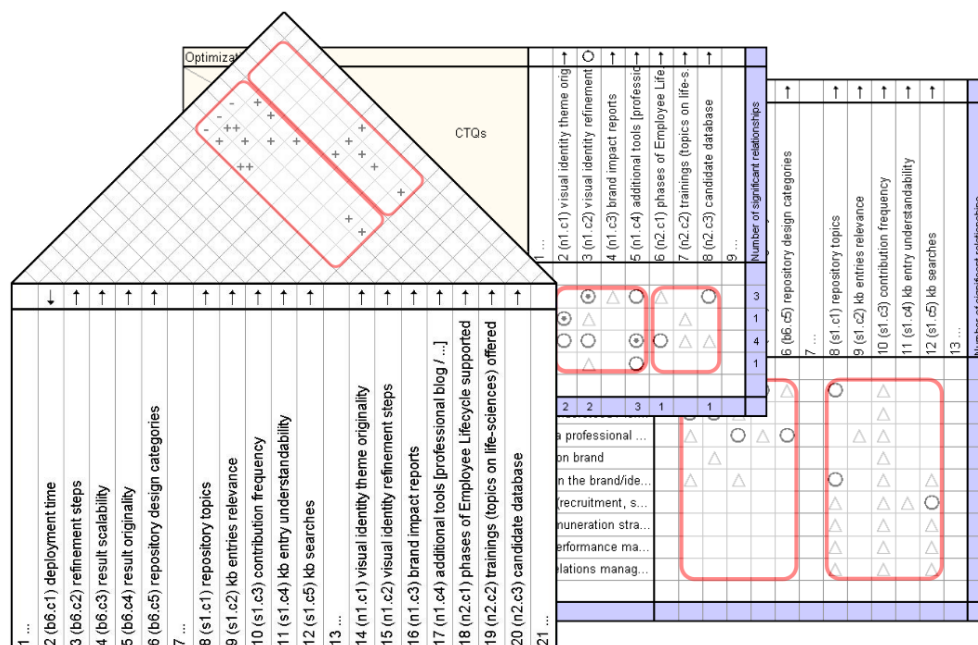 Optimizat
CTQs
1 ...
2 (n1.c1) visual identity theme orig
3 (n1.c2) visual identity refinement
4 (n1.c3) brand impact reports
5 (n1.c4) additional tools [professio
6 (n2.c1) phases of Employee Life.
7 (n2.c2) trainings (topics on life-s.
8 (n2.c3) candidate database
9 ...
Number of significant relationships
3
1
4
1
2 2 3 1 1
6 (b6.c5) repository design categories
7 ...
8 (s1.c1) repository topics
9 (s1.c2) kb entries relevance
10 (s1.c3) contribution frequency
11 (s1.c4) kb entry understandability
12 (s1.c5) kb searches
13 ...
Number of significant relationships
a professional ...
on brand
n the brand/ide...
(recruitment, s...
muneration stra...
erformance ma...
elations manag...
- +
- +
- ++ + +
+ + + + + +
++ +
+
+
+
1 ...
2 (b6.c1) deployment time
3 (b6.c2) refinement steps
4 (b6.c3) result scalability
5 (b6.c4) result originality
6 (b6.c5) repository design categories
7 ...
8 (s1.c1) repository topics
9 (s1.c2) kb entries relevance
10 (s1.c3) contribution frequency
11 (s1.c4) kb entry understandability
12 (s1.c5) kb searches
13 ...
14 (n1.c1) visual identity theme originality
15 (n1.c2) visual identity refinement steps
16 (n1.c3) brand impact reports
17 (n1.c4) additional tools [professional blog / ...]
18 (n2.c1) phases of Employee Lifecycle supported
19 (n2.c2) trainings (topics on life-sciences) offered
20 (n2.c3) candidate database
21 ...